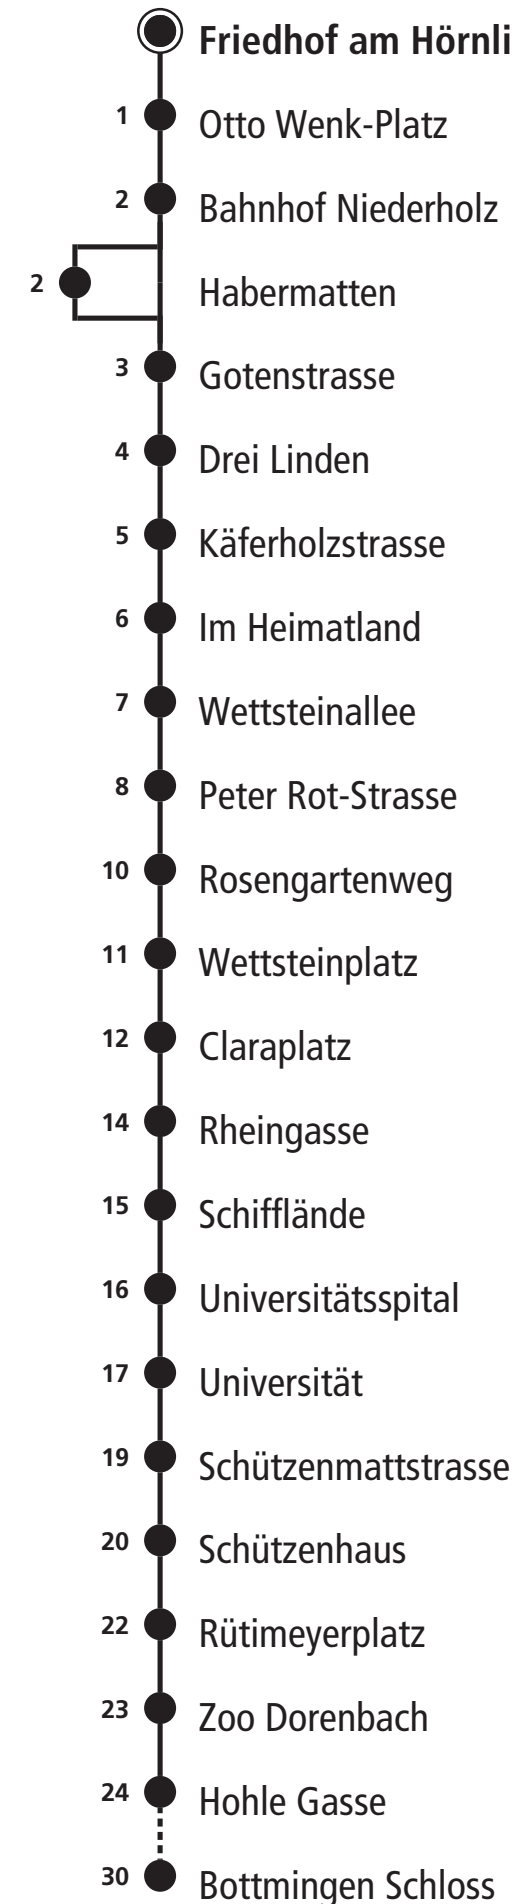 Friedhof am Hörnli
1 Otto Wenk-Platz
2 Bahnhof Niederholz
2 Habermatten
3 Gotenstrasse
4 Drei Linden
5 Käferholzstrasse
6 Im Heimatland
7 Wettsteinallee
8 Peter Rot-Strasse
10 Rosengartenweg
11 Wettsteinplatz
12 Claraplatz
14 Rheingasse
15 Schifflände
16 Universitätsspital
17 Universität
19 Schützenmattstrasse
20 Schützenhaus
22 Rütimeyerplatz
23 Zoo Dorenbach
24 Hohle Gasse
30 Bottmingen Schloss